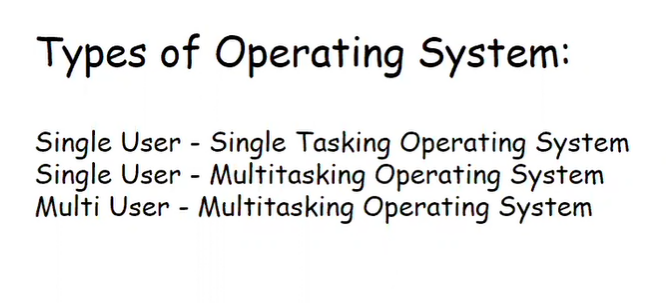 Types of Operating System:
Single User - Single Tasking Operating System
Single User - Multitasking Operating System
Multi User - Multitasking Operating System